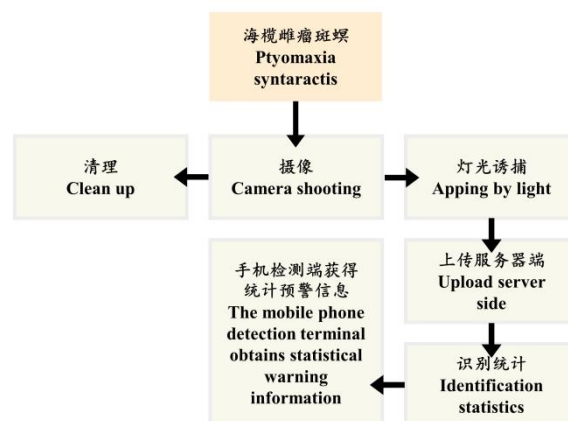 海榄雌瘤斑螟
Ptyomaxia
syntaractis
清理
Clean up
摄像
Camera shooting
灯光诱捕
Apping by light
上传服务器端
Upload server
side
手机检测端获得
统计预警信息
The mobile phone
detection terminal
obtains statistical
warning
information
识别统计
Identification
statistics